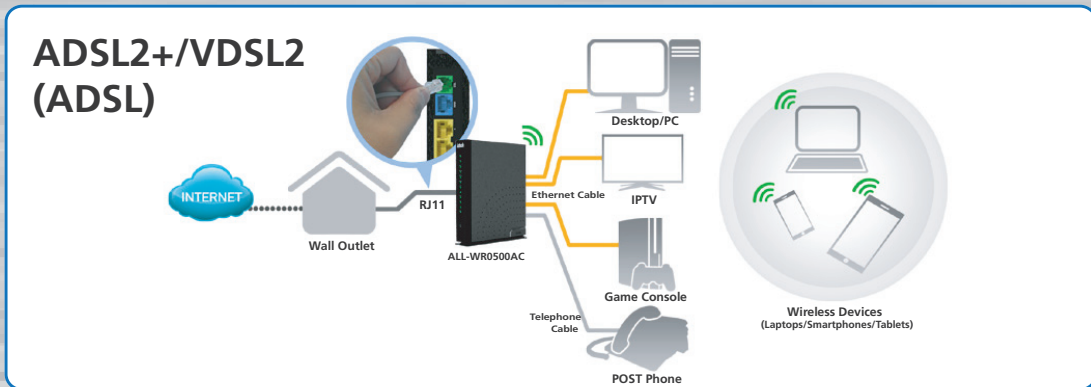 ADSL2+/VDSL2
(ADSL)
INTERNET
Wall Outlet
RJ11
ALL-WR0500AC
Ethernet Cable
Telephone
Cable
Desktop/PC
IPTV
Game Console
POST Phone
Wireless Devices
(Laptops/Smartphones/Tablets)